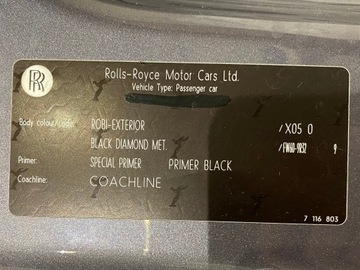 RR
Rolls-Royce Motor Cars Ltd.
Vehicle Type: Passenger car
Body colour/code: ROBI-EXTERIOR /X05 0
BLACK DIAMOND MET. 9
Primer: SPECIAL PRIMER PRIMER BLACK
Coachline: COACHLINE
7 116 803